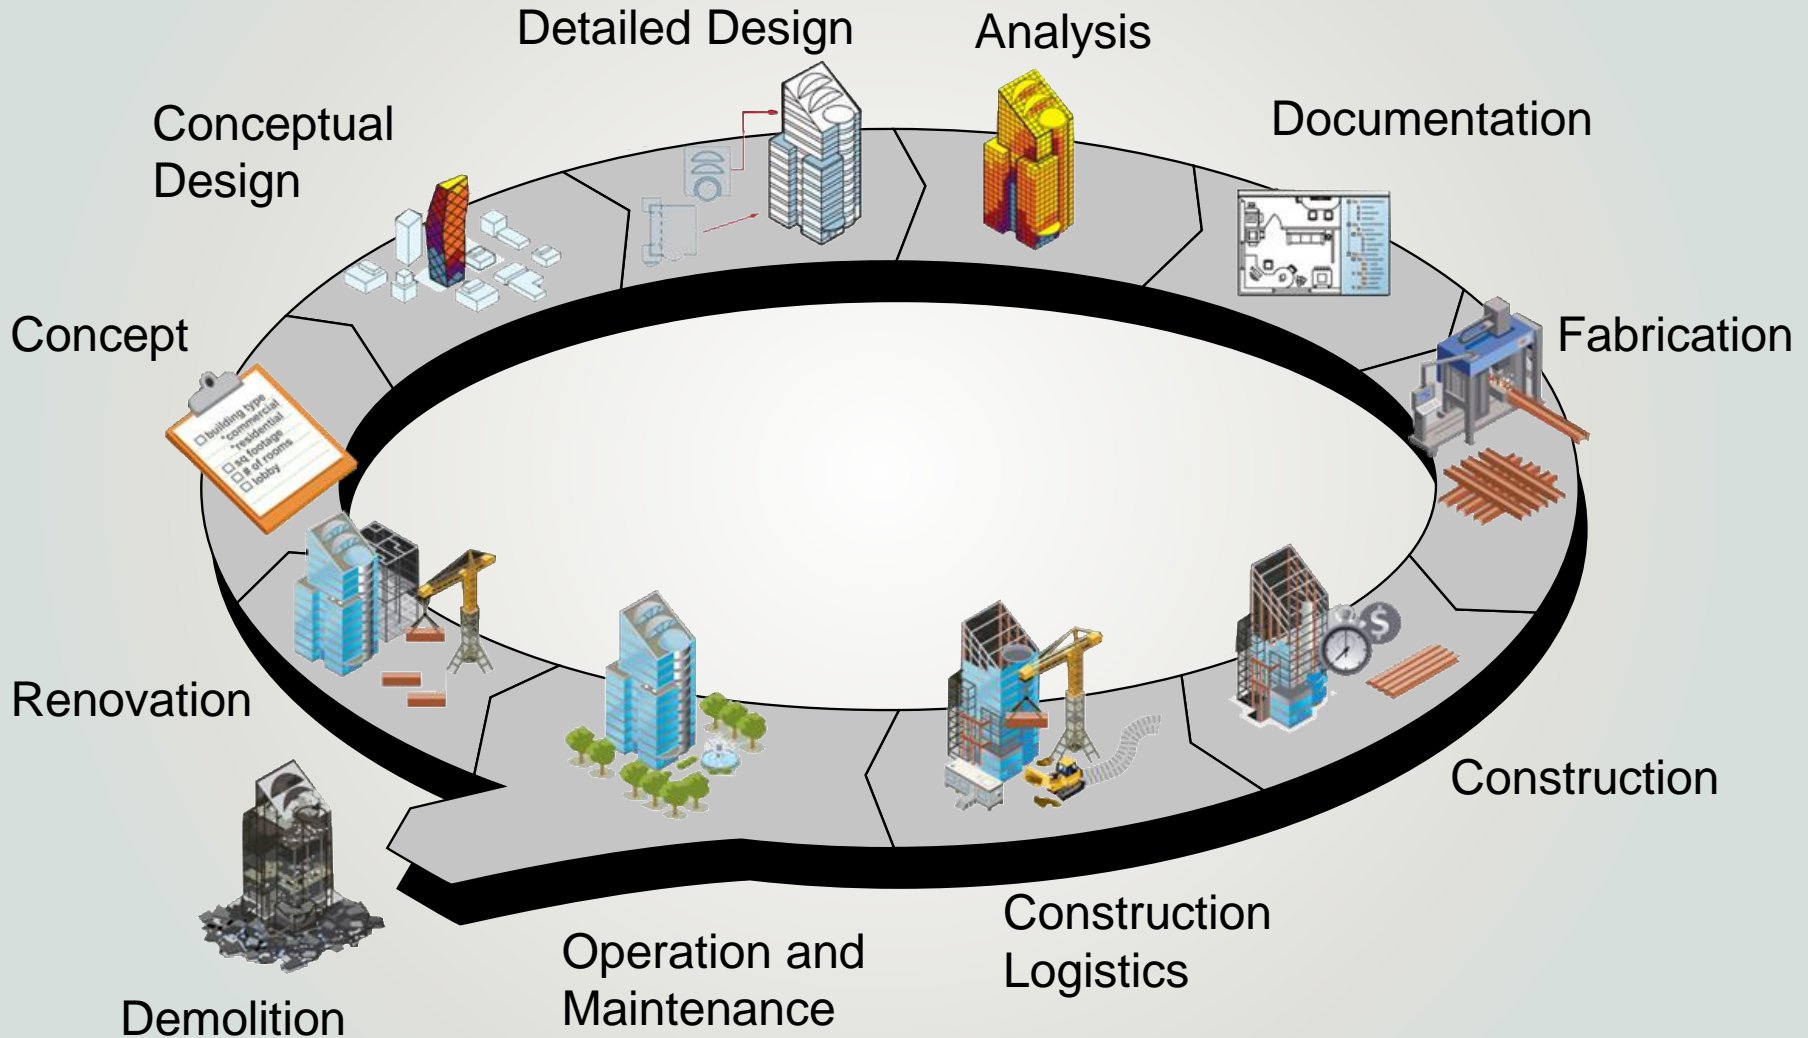 Detailed Design
Analysis
Conceptual
Design
Documentation
Concept
Fabrication
building type
*commercial
*residential
sq footage
# of rooms
lobby
$
Renovation
Construction
Construction
Logistics
Operation and
Maintenance
Demolition